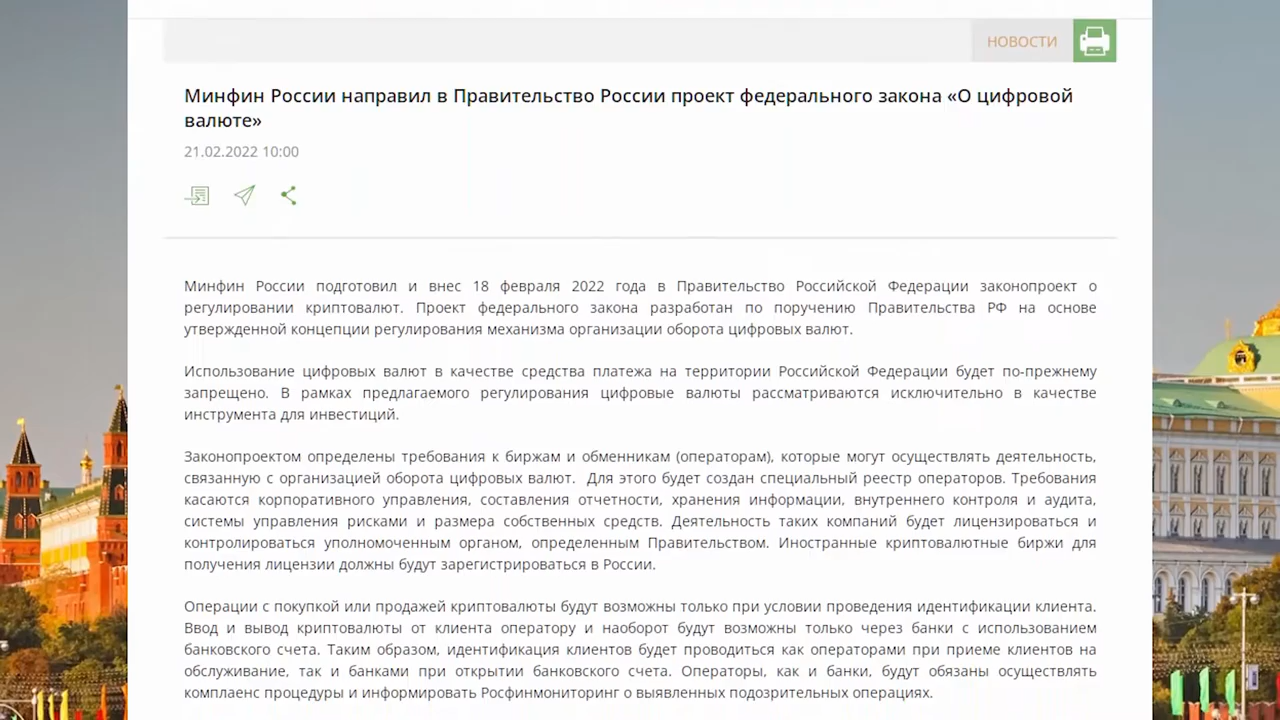 НОВОСТИ
Минфин России направил в Правительство России проект федерального закона «О цифровой
валюте»
21.02.2022 10:00
Минфин России подготовил и внес 18 февраля 2022 года в Правительство Российской Федерации законопроект о
регулировании криптовалют. Проект федерального закона разработан по поручению Правительства РФ на основе
утвержденной концепции регулирования механизма организации оборота цифровых валют.
Использование цифровых валют в качестве средства платежа на территории Российской Федерации будет по-прежнему
запрещено. В рамках предлагаемого регулирования цифровые валюты рассматриваются исключительно в качестве
инструмента для инвестиций.
Законопроектом определены требования к биржам и обменникам (операторам), которые могут осуществлять деятельность,
связанную с организацией оборота цифровых валют. Для этого будет создан специальный реестр операторов. Требования
касаются корпоративного управления, составления отчетности, хранения информации, внутреннего контроля и аудита,
системы управления рисками и размера собственных средств. Деятельность таких компаний будет лицензироваться и
контролироваться уполномоченным органом, определенным Правительством. Иностранные криптовалютные биржи для
получения лицензии должны будут зарегистрироваться в России.
Операции с покупкой или продажей криптовалюты будут возможны только при условии проведения идентификации клиента.
Ввод и вывод криптовалюты от клиента оператору и наоборот будут возможны только через банки с использованием
банковского счета. Таким образом, идентификация клиентов будет проводиться как операторами при приеме клиентов на
обслуживание, так и банками при открытии банковского счета. Операторы, как и банки, будут обязаны осуществлять
комплаенс процедуры и информировать Росфинмониторинг о выявленных подозрительных операциях.